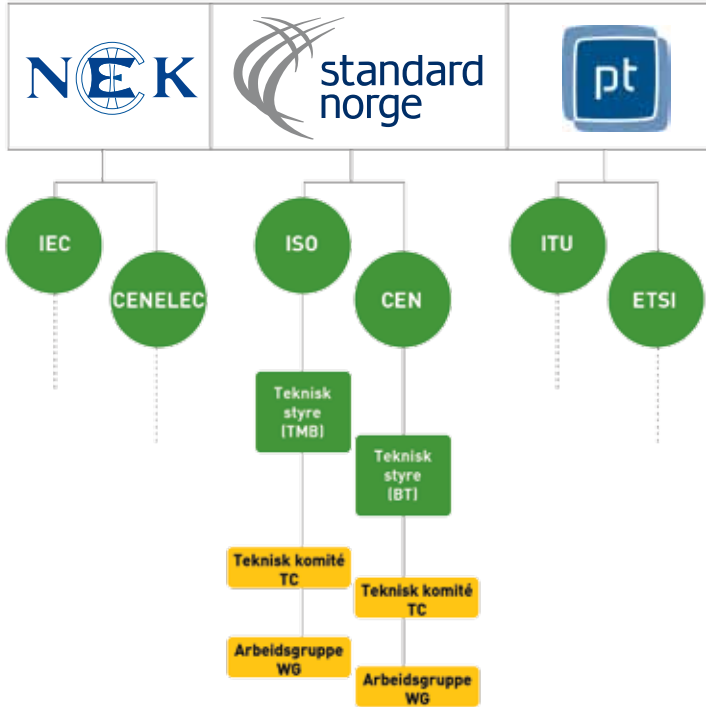 NEK
standard
norge
pt
IEC
CENELEC
ISO
CEN
ITU
ETSI
Teknisk
styre
(TMB)
Teknisk
styre
(BT)
Teknisk komité
TC
Teknisk komité
TC
Arbeidsgruppe
WG
Arbeidsgruppe
WG